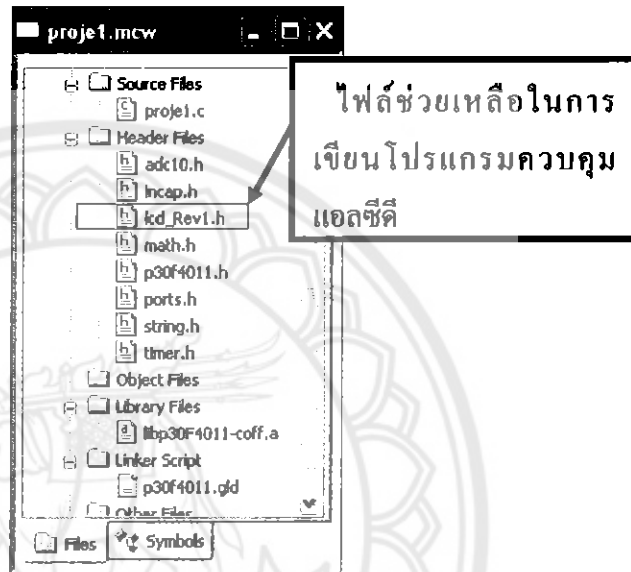 proje1.mcw
Source Files
proje1.c
Header Files
adc10.h
Incap.h
lcd_Rev1.h
math.h
p30f4011.h
ports.h
string.h
timer.h
Object Files
Library Files
libp30F4011-coff.a
Linker Script
p30f4011.gld
Other Files
Files
Symbols
ไฟล์ช่วยเหลือในการ
เขียนโปรแกรมควบคุม
แอลซีดี